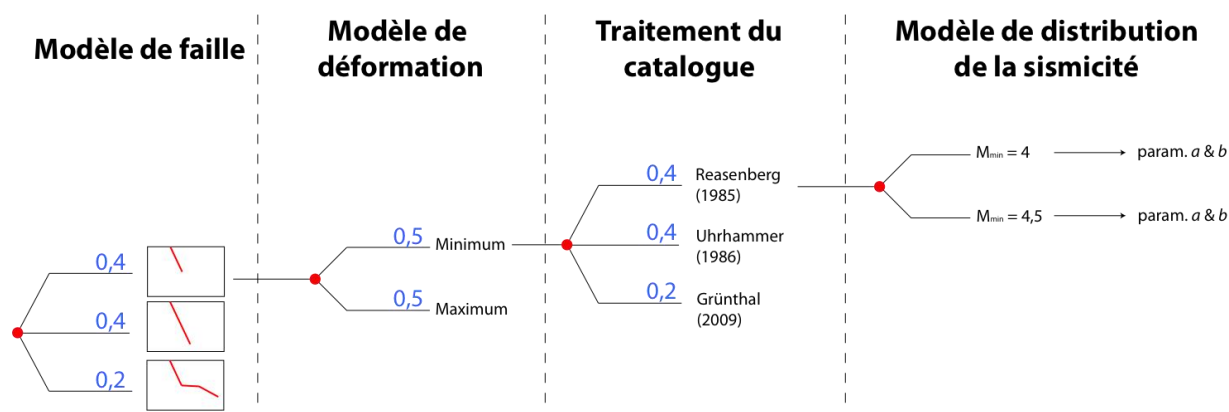 Modèle de faille
Modèle de
déformation
Traitement du
catalogue
Modèle de distribution
de la sismicité
0,4
0,4
0,2
0,5 Minimum
0,5 Maximum
0,4 Reasenberg
(1985)
0,4 Uhrhammer
(1986)
0,2 Grünthal
(2009)
Mmin = 4 param. a & b
Mmin = 4,5 param. a & b